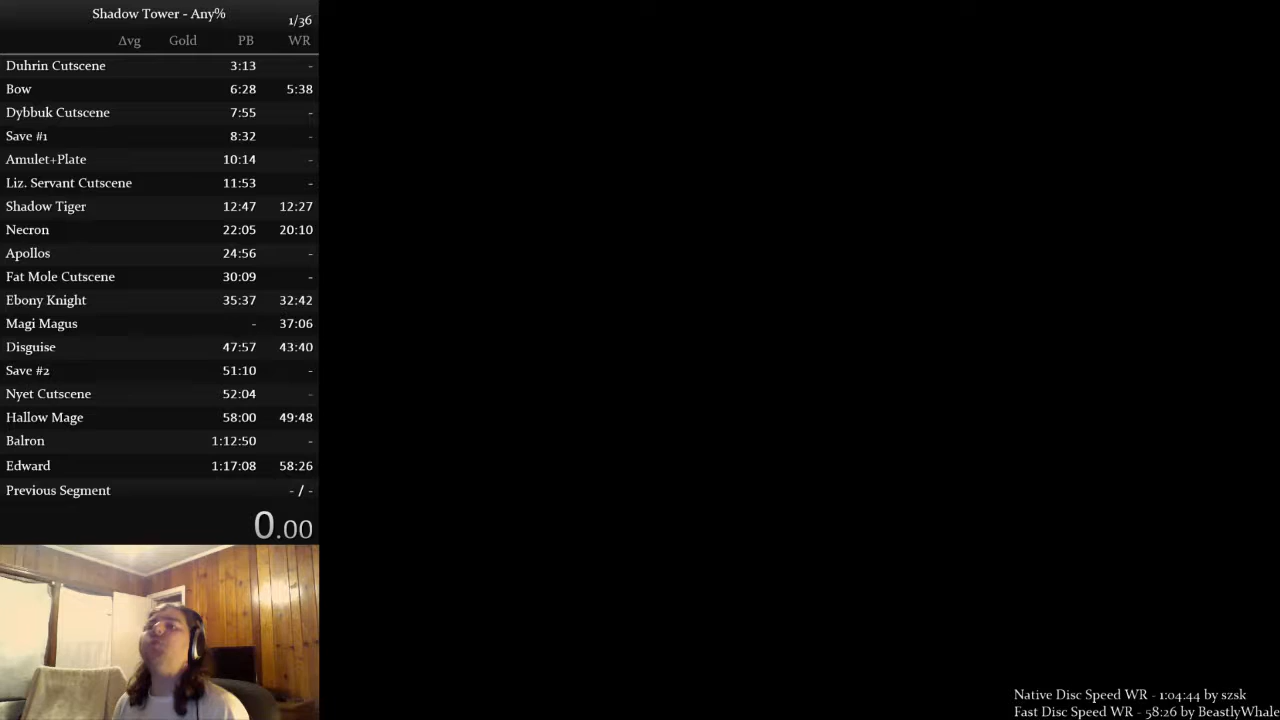 Shadow Tower - Any%
1/36
Δvg Gold PB WR
Duhrin Cutscene 3:13 -
Bow 6:28 5:38
Dybbuk Cutscene 7:55 -
Save #1 8:32 -
Amulet+Plate 10:14 -
Liz. Servant Cutscene 11:53 -
Shadow Tiger 12:47 12:27
Necron 22:05 20:10
Apollos 24:56 -
Fat Mole Cutscene 30:09 -
Ebony Knight 35:37 32:42
Magi Magus - 37:06
Disguise 47:57 43:40
Save #2 51:10 -
Nyet Cutscene 52:04 -
Hallow Mage 58:00 49:48
Balron 1:12:50 -
Edward 1:17:08 58:26
Previous Segment - / -
0.00
Native Disc Speed WR - 1:04:44 by szsk
Fast Disc Speed WR - 58:26 by BeastlyWhale